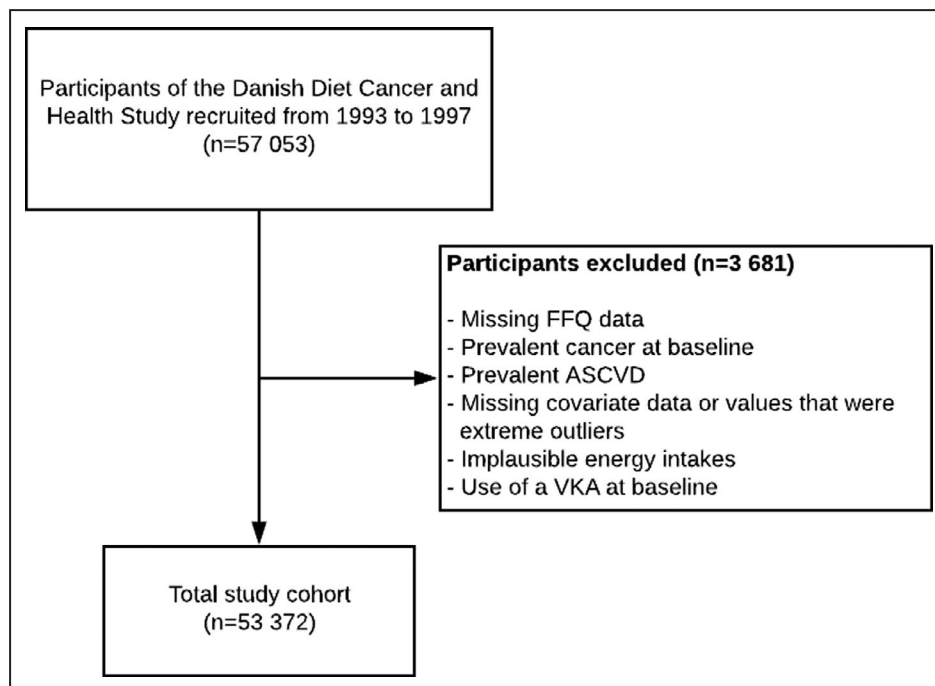 Participants of the Danish Diet Cancer and
Health Study recruited from 1993 to 1997
(n=57 053)
Participants excluded (n=3 681)
- Missing FFQ data
- Prevalent cancer at baseline
- Prevalent ASCVD
- Missing covariate data or values that were
extreme outliers
- Implausible energy intakes
- Use of a VKA at baseline
Total study cohort
(n=53 372)